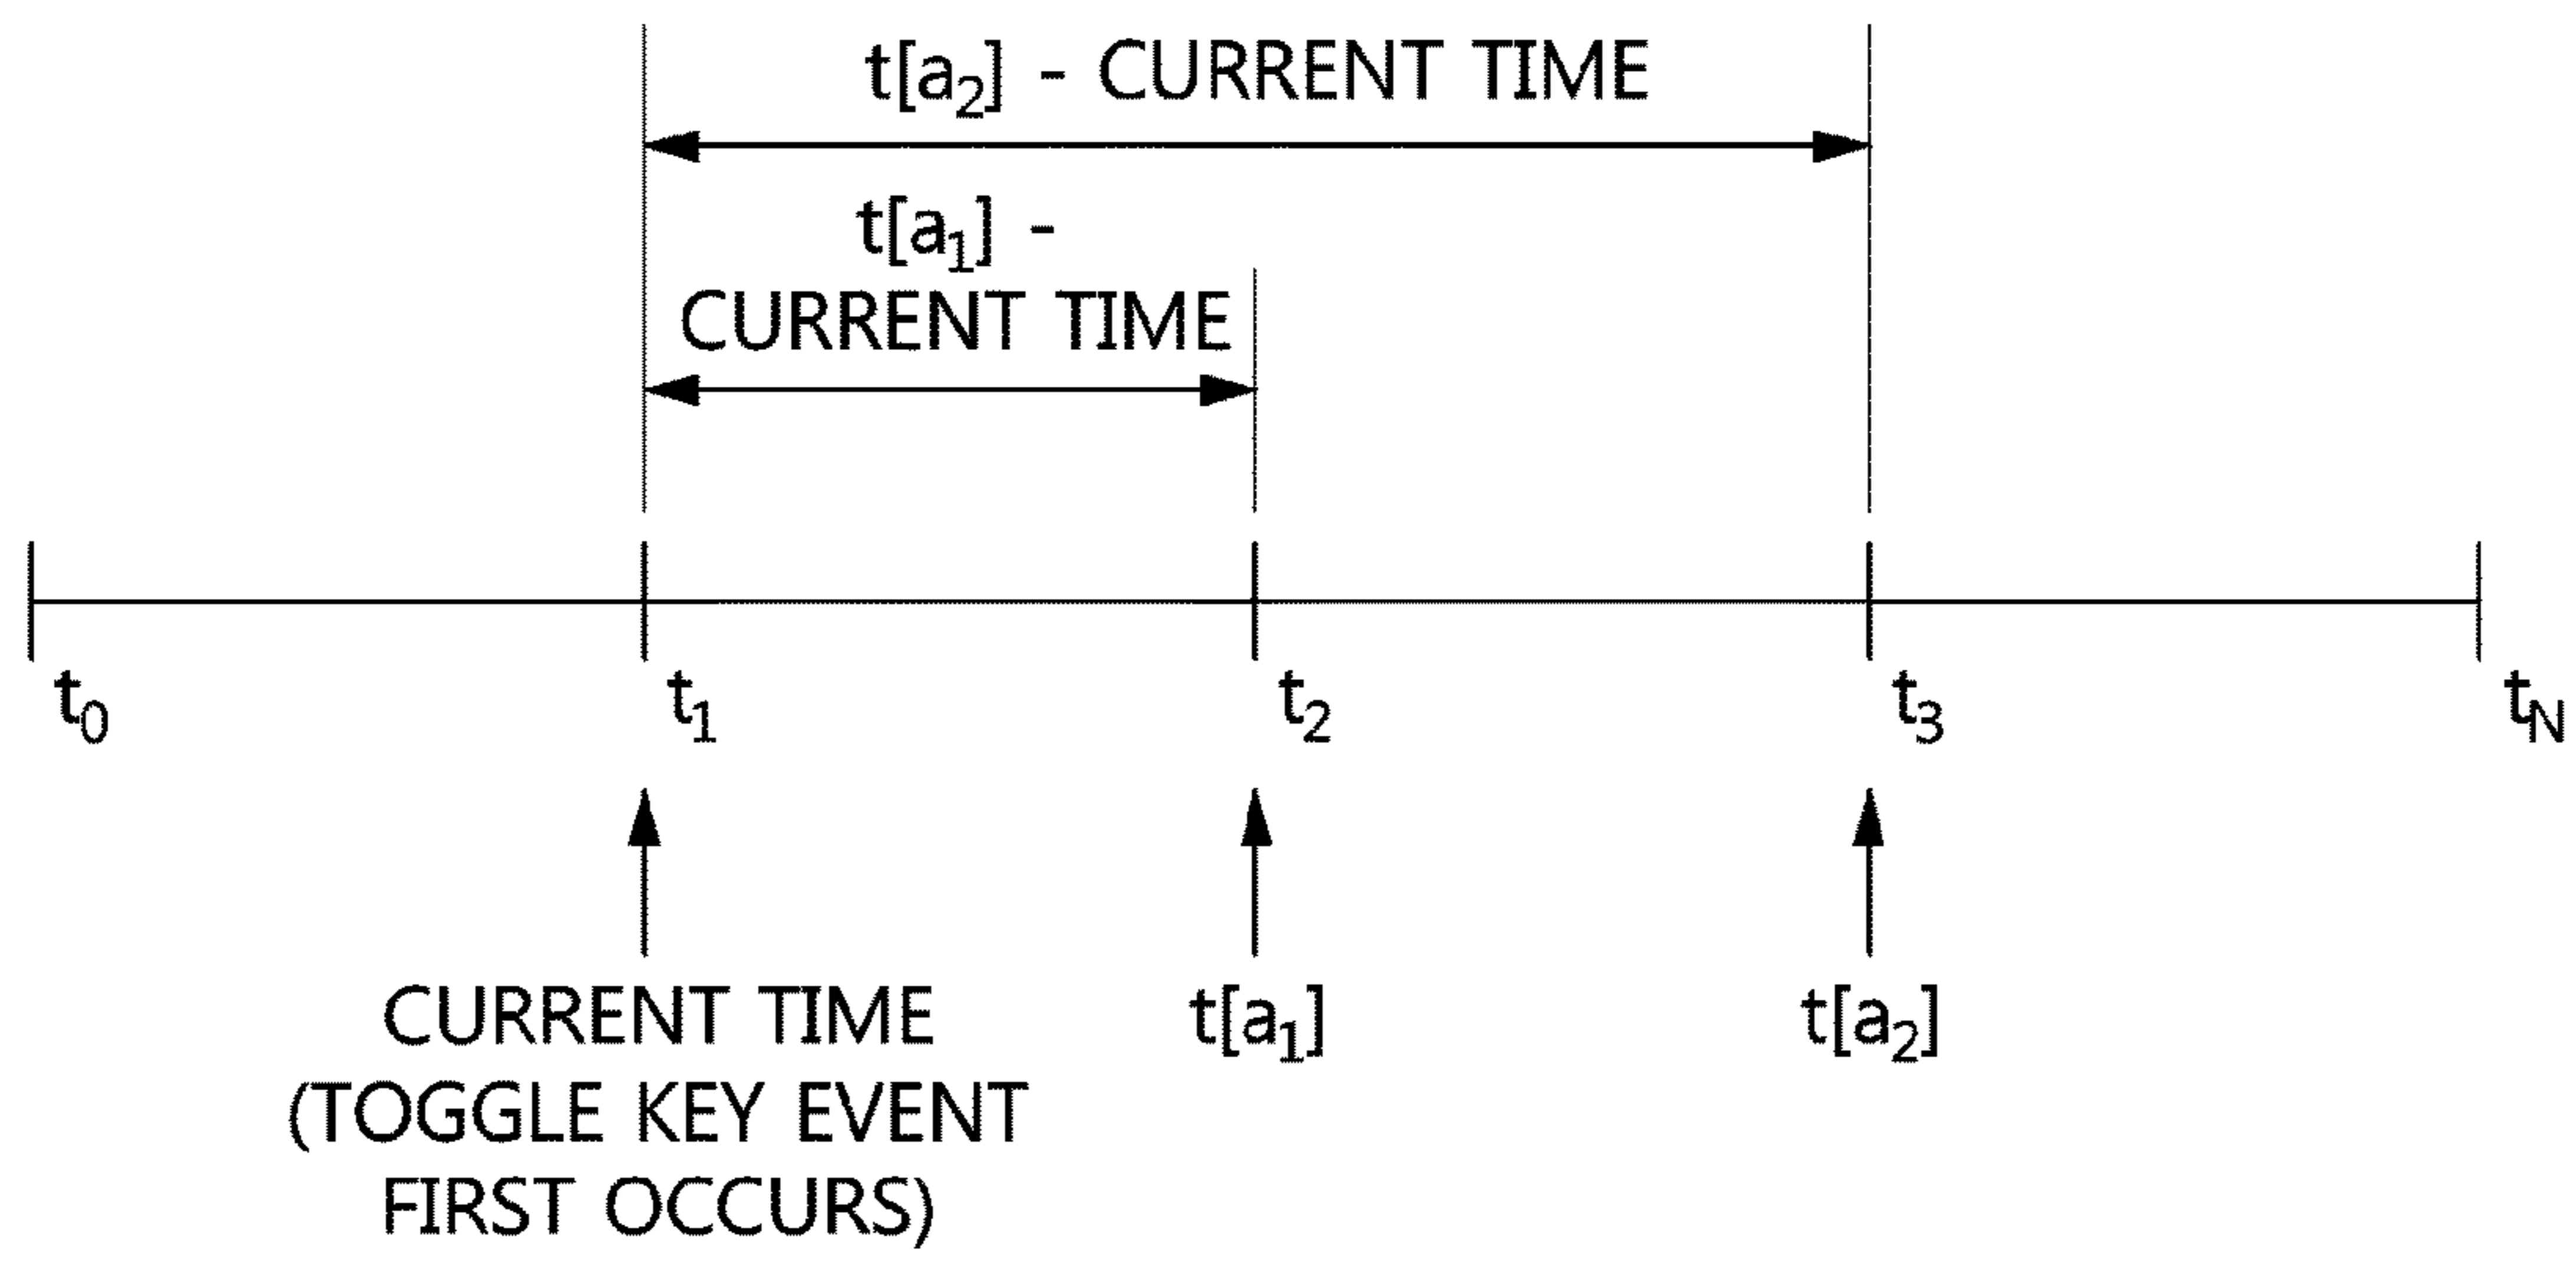 t[a₂] - CURRENT TIME
t[a₁] -
CURRENT TIME
t₀ t₁ t₂ t₃ t_N
CURRENT TIME
(TOGGLE KEY EVENT
FIRST OCCURS)
t[a₁]
t[a₂]